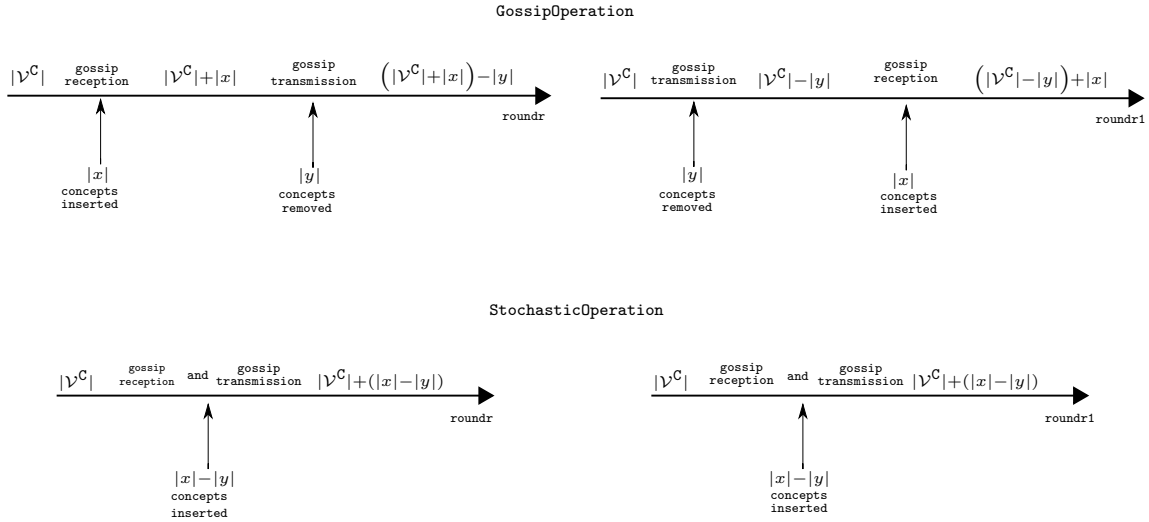 GossipOperation
|𝒱^C| gossip reception |𝒱^C|+|x| gossip transmission (|𝒱^C|+|x|)−|y|
roundr
|x|
concepts
inserted
|y|
concepts
removed
|𝒱^C| gossip transmission |𝒱^C|−|y| gossip reception (|𝒱^C|−|y|)+|x|
roundr1
|y|
concepts
removed
|x|
concepts
inserted
StochasticOperation
|𝒱^C| gossip reception and gossip transmission |𝒱^C|+(|x|−|y|)
roundr
|x|−|y|
concepts
inserted
|𝒱^C| gossip reception and gossip transmission |𝒱^C|+(|x|−|y|)
roundr1
|x|−|y|
concepts
inserted